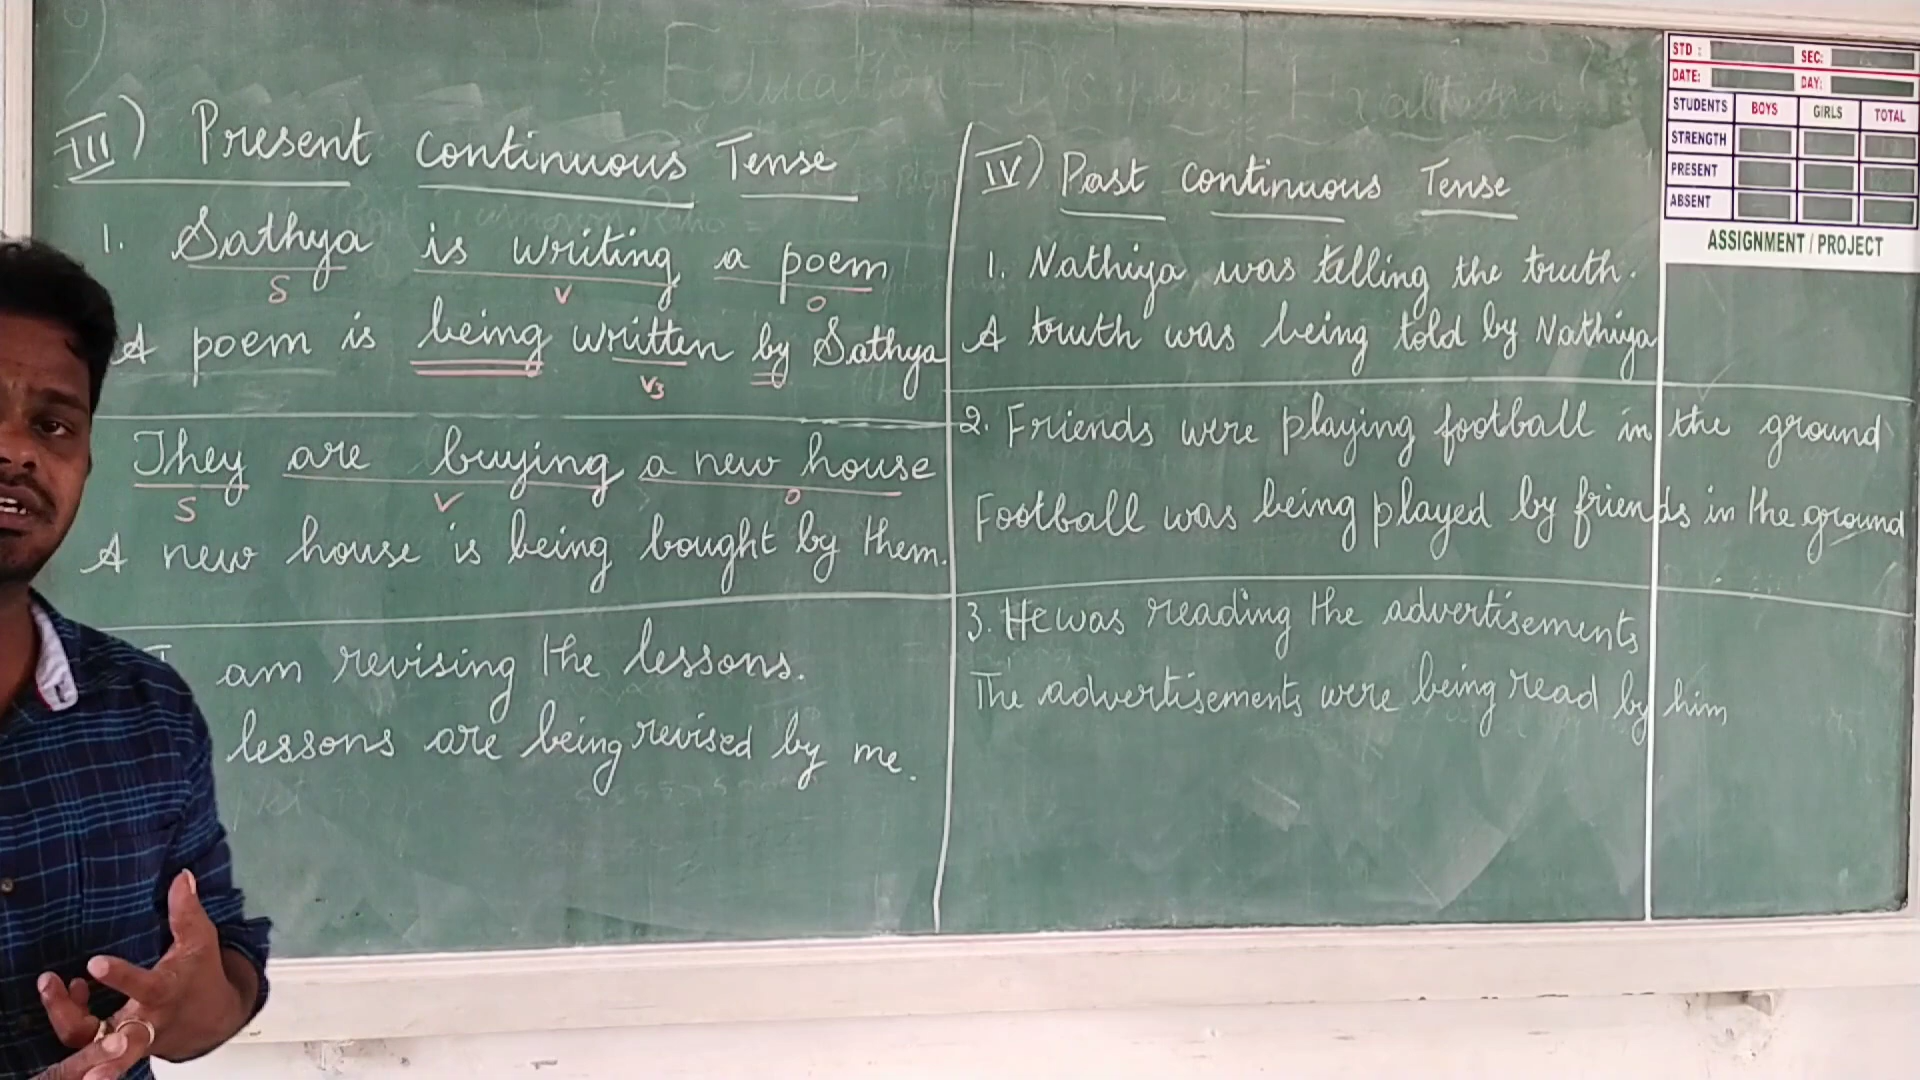 Education - Discipline - Exaltation
III) Present Continuous Tense
1. Sathya is writing a poem
S V O
A poem is being written by Sathya
V3
They are buying a new house
S V O
A new house is being bought by them.
am revising the lessons.
lessons are being revised by me.
IV) Past Continuous Tense
1. Nathiya was telling the truth.
A truth was being told by Nathiya
2. Friends were playing football in the ground
Football was being played by friends in the ground
3. He was reading the advertisements
The advertisements were being read by him
STD : SEC:
DATE: DAY:
STUDENTS BOYS GIRLS TOTAL
STRENGTH
PRESENT
ABSENT
ASSIGNMENT / PROJECT